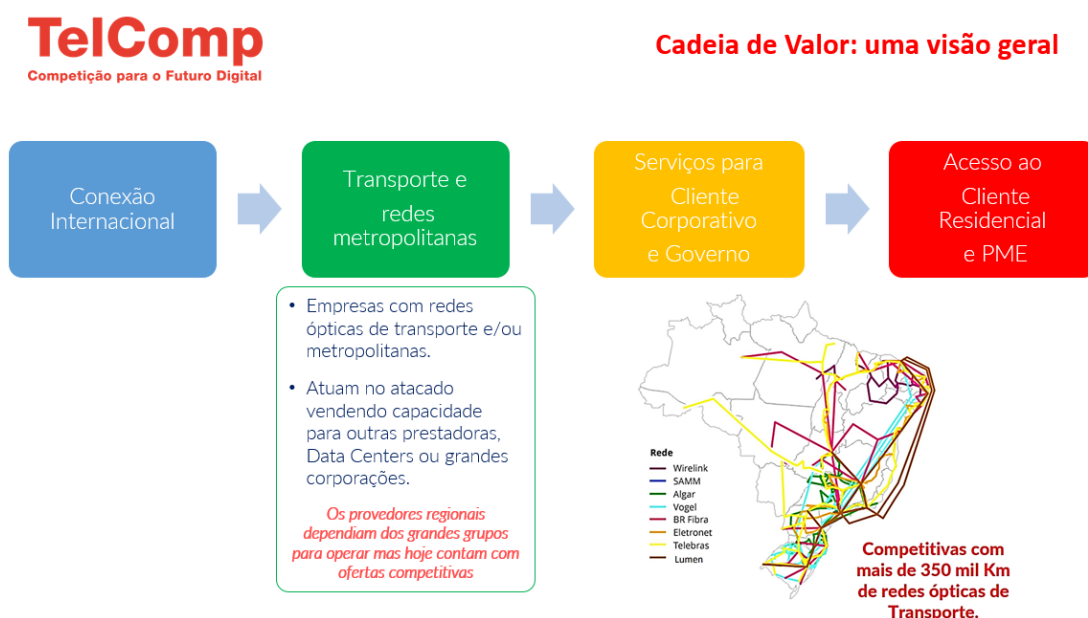 TelComp
Competição para o Futuro Digital
Cadeia de Valor: uma visão geral
Conexão
Internacional
Transporte e
redes
metropolitanas
Serviços para
Cliente
Corporativo
e Governo
Acesso ao
Cliente
Residencial
e PME
• Empresas com redes
ópticas de transporte e/ou
metropolitanas.
• Atuam no atacado
vendendo capacidade
para outras prestadoras,
Data Centers ou grandes
corporações.
Os provedores regionais
dependiam dos grandes grupos
para operar mas hoje contam com
ofertas competitivas
Rede
Wirelink
SAMM
Algar
Vogel
BR Fibra
Eletronet
Telebras
Lumen
Competitivas com
mais de 350 mil Km
de redes ópticas de
Transporte.